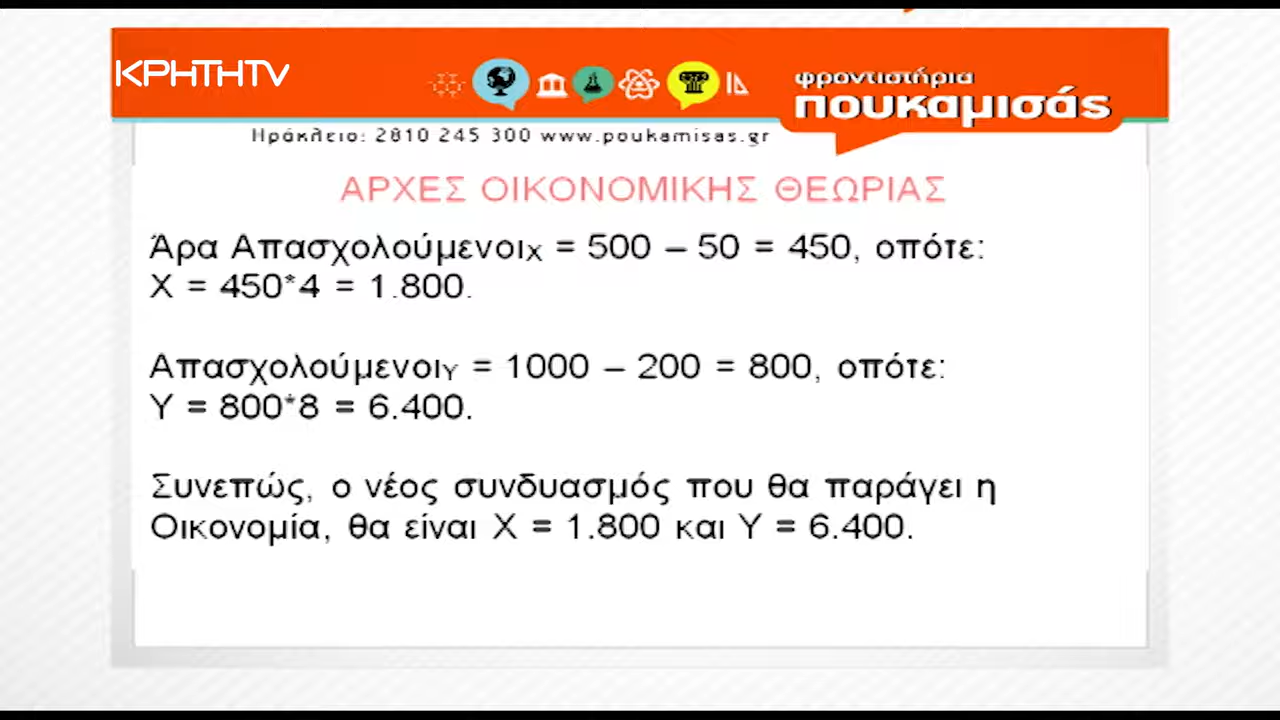 ΚΡΗΤΗTV
φροντιστήρια
πουκαμισάς
Ηράκλειο: 2810 245 300 www.poukamisas.gr
ΑΡΧΕΣ ΟΙΚΟΝΟΜΙΚΗΣ ΘΕΩΡΙΑΣ
Άρα Απασχολούμενοιχ = 500 – 50 = 450, οπότε:
Χ = 450*4 = 1.800.
ΑπασχολούμενοιΥ = 1000 – 200 = 800, οπότε:
Υ = 800*8 = 6.400.
Συνεπώς, ο νέος συνδυασμός που θα παράγει η
Οικονομία, θα είναι Χ = 1.800 και Υ = 6.400.